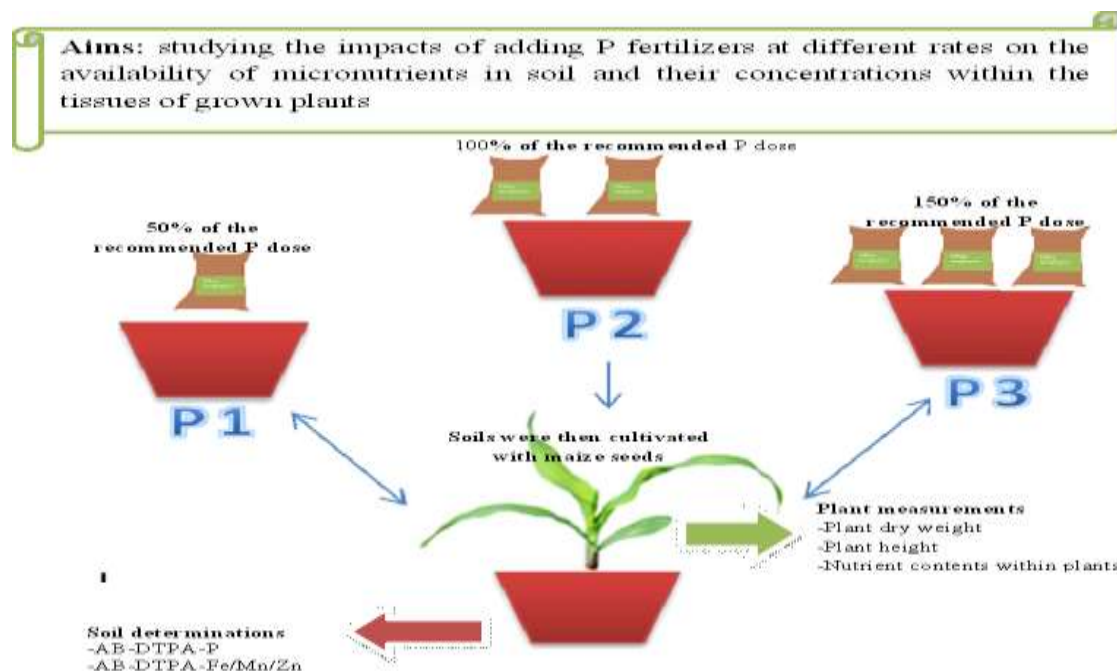 Aims: studying the impacts of adding P fertilizers at different rates on the
availability of micronutrients in soil and their concentrations within the
tissues of grown plants
100% of the recommended P dose
50% of the
recommended P dose
150% of the
recommended P dose
P 1
P 2
P 3
Soils were then cultivated
with maize seeds
Plant measurements
-Plant dry weight
-Plant height
-Nutrient contents within plants
Soil determinations
-AB-DTPA-P
-AB-DTPA-Fe/Mn/Zn